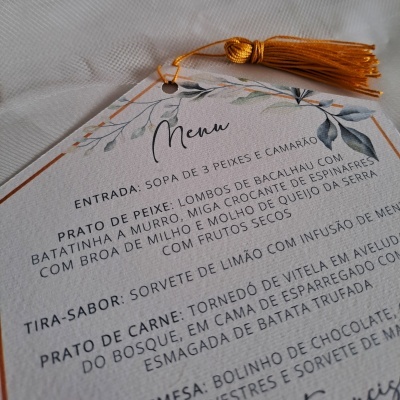 Menu
ENTRADA: SOPA DE 3 PEIXES E CAMARÃO
PRATO DE PEIXE: LOMBOS DE BACALHAU COM
BATATINHA A MURRO, MIGA CROCANTE DE ESPINAFRES
COM BROA DE MILHO E MOLHO DE QUEIJO DA SERRA
COM FRUTOS SECOS
TIRA-SABOR: SORVETE DE LIMÃO COM INFUSÃO DE
PRATO DE CARNE: TORNEDÓ DE VITELA EM
DO BOSQUE, EM CAMA DE ESPARREGADO
ESMAGADA DE BATATA TRUFADA
BOLINHO DE CHOCOLATE,
E SORVETE DE